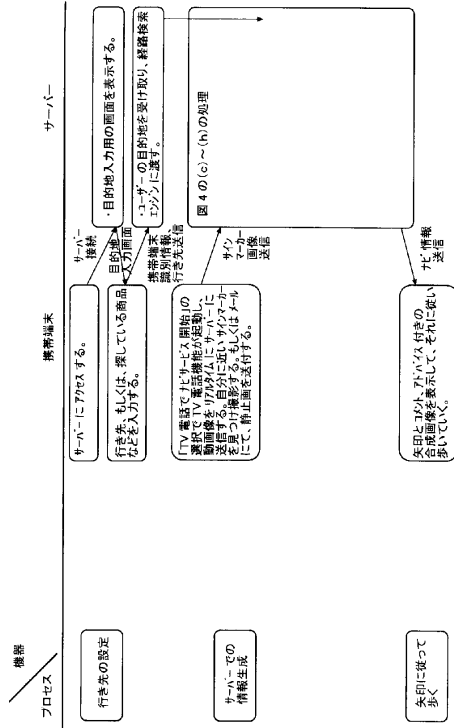 機器
プロセス
携帯端末
サーバー
行き先の設定
サーバーにアクセスする。
サーバー
接続
・目的地入力用の画面を表示する。
目的地
入力画面
行き先、もしくは、探している商品
などを入力する。
携帯端末
識別情報、
行き先送信
・ユーザーの目的地を受け取り、経路検索
エンジンに渡す。
サーバーでの
情報生成
「TV電話でナビサービス開始」の
選択でTV電話機能が起動し、
動画像をリアルタイムにサーバーに
送信する。自分に近いサインマーカー
を見つけ撮影する。もしくはメール
にて、静止画を送付する。
サイン
マーカー
画像
送信
図4の(c)~(h)の処理
矢印に従って
歩く
矢印とコメント、アドバイス付きの
合成画像を表示して、それに従い
歩いていく。
ナビ情報
送信